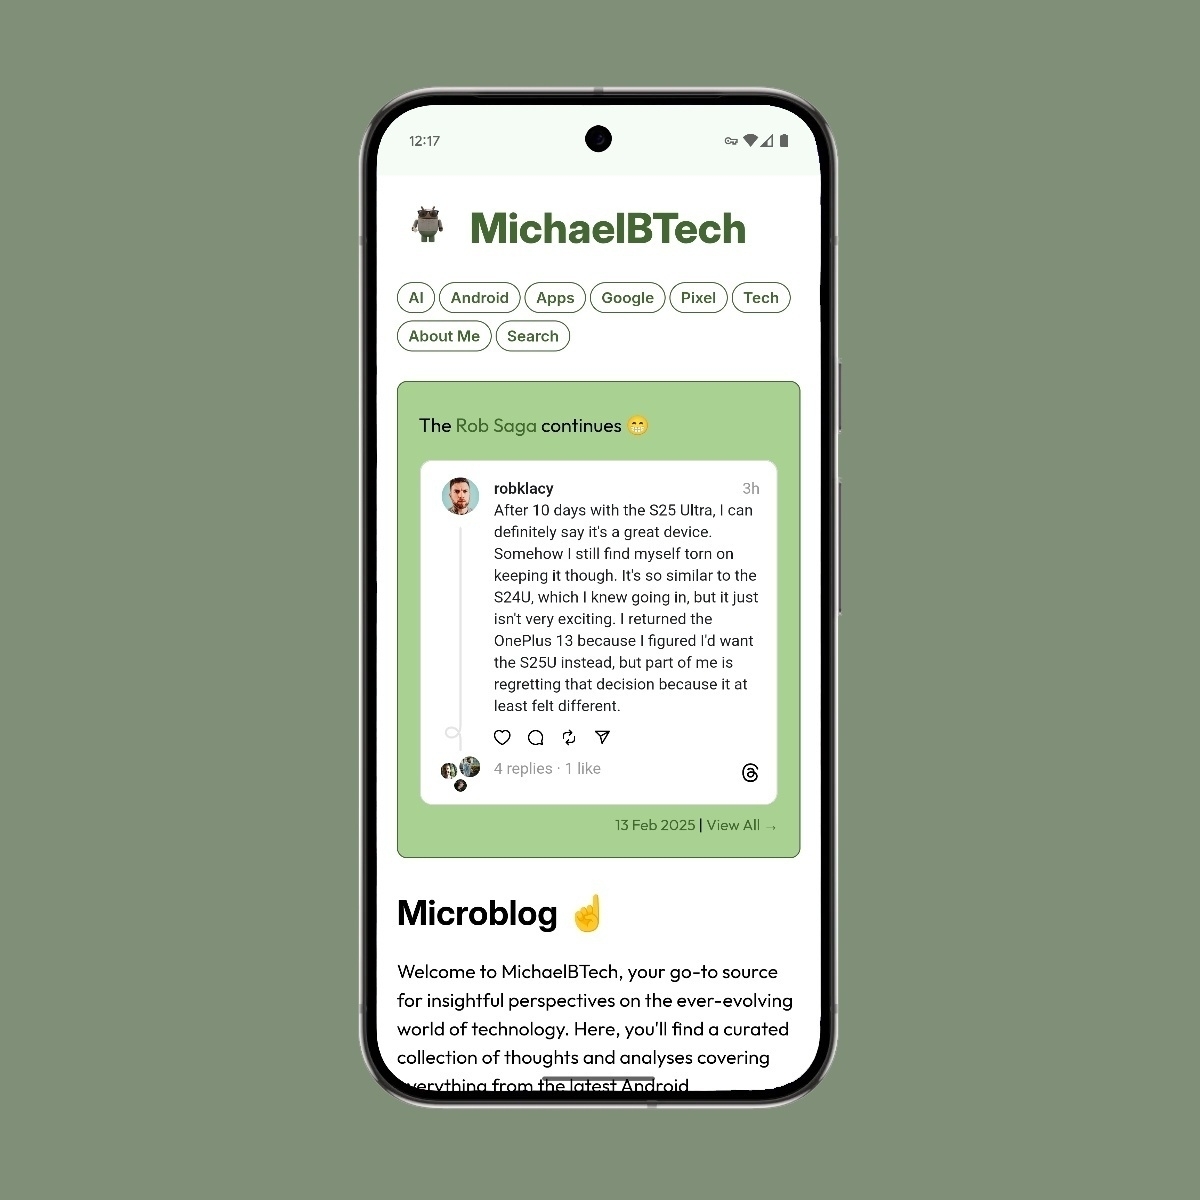 12:17
MichaelBTech
AI Android Apps Google Pixel Tech
About Me Search
The Rob Saga continues 😁
robklacy 3h
After 10 days with the S25 Ultra, I can
definitely say it's a great device.
Somehow I still find myself torn on
keeping it though. It's so similar to the
S24U, which I knew going in, but it just
isn't very exciting. I returned the
OnePlus 13 because I figured I'd want
the S25U instead, but part of me is
regretting that decision because it at
least felt different.
4 replies · 1 like
13 Feb 2025 | View All →
Microblog ☝️
Welcome to MichaelBTech, your go-to source
for insightful perspectives on the ever-evolving
world of technology. Here, you'll find a curated
collection of thoughts and analyses covering
everything from the latest Android